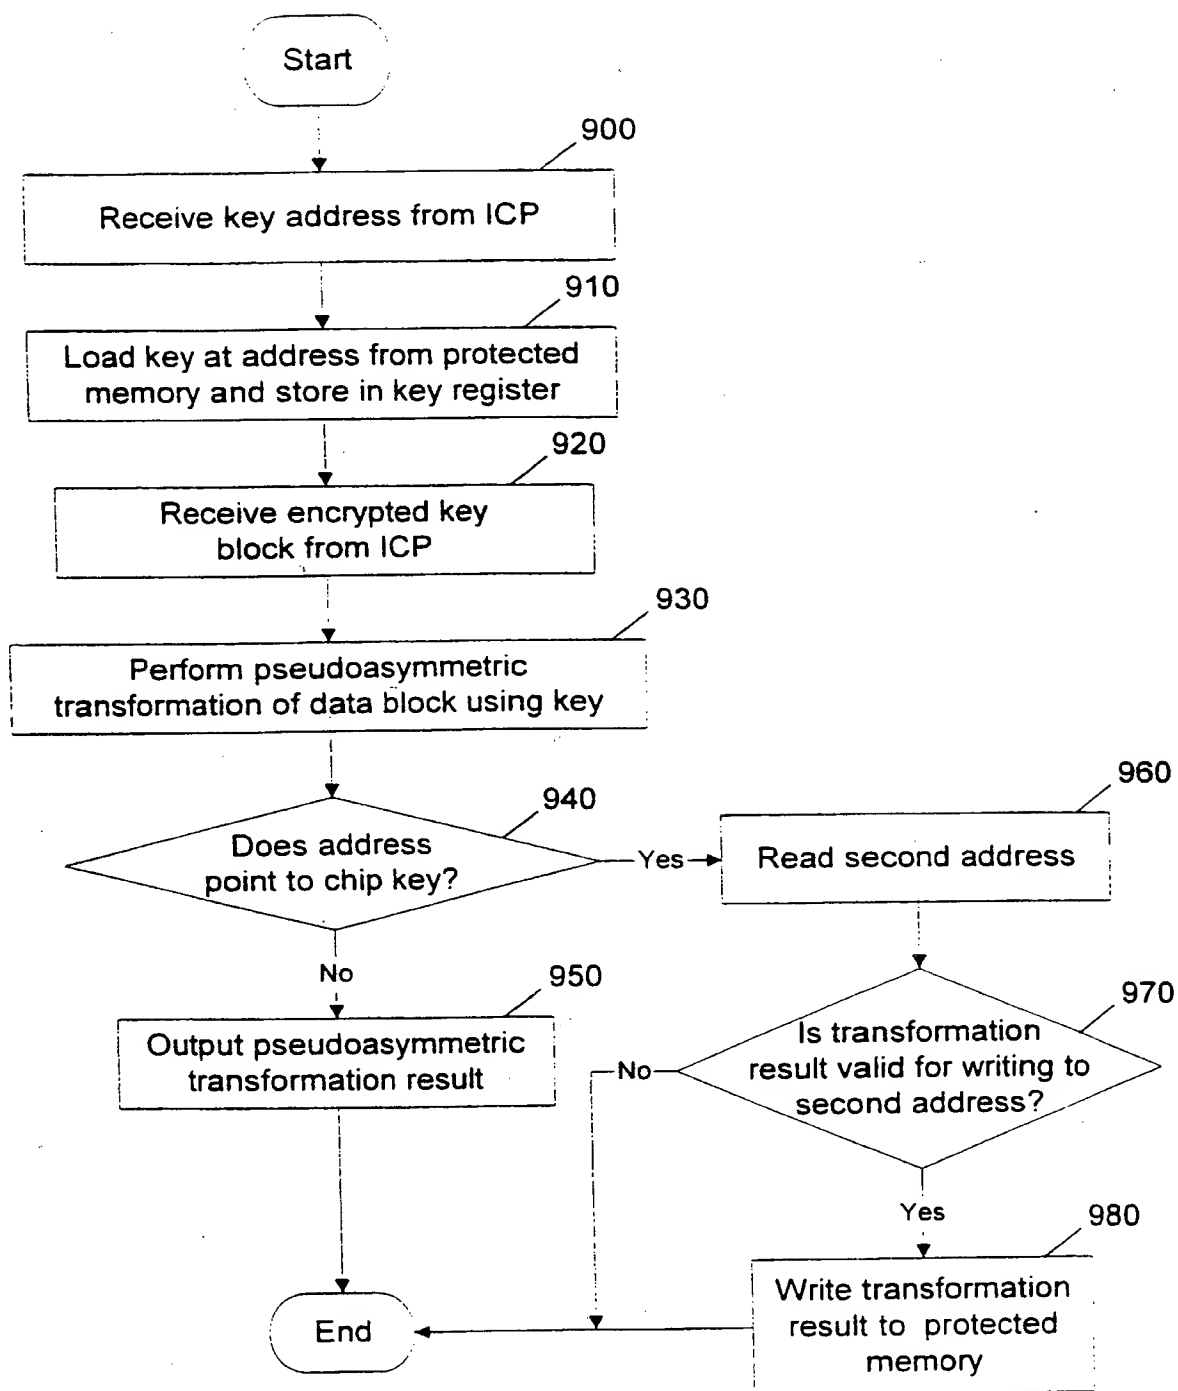 Start
900
Receive key address from ICP
910
Load key at address from protected
memory and store in key register
920
Receive encrypted key
block from ICP
930
Perform pseudoasymmetric
transformation of data block using key
940
Does address
point to chip key?
Yes
960
Read second address
No
950
Output pseudoasymmetric
transformation result
970
Is transformation
result valid for writing to
second address?
No
Yes
980
Write transformation
result to protected
memory
End